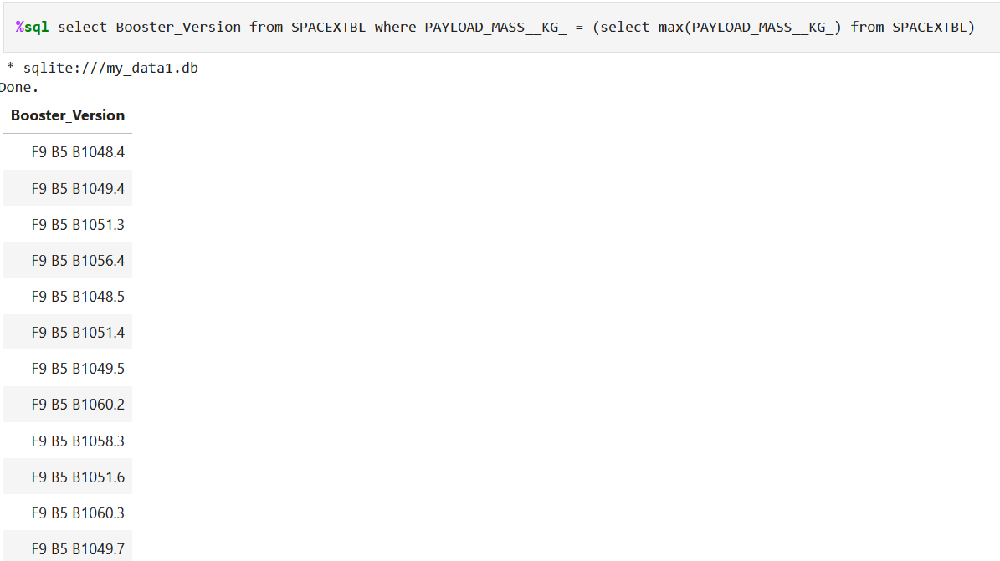 %sql select Booster_Version from SPACEXTBL where PAYLOAD_MASS__KG_ = (select max(PAYLOAD_MASS__KG_) from SPACEXTBL)
* sqlite:///my_data1.db
Done.
Booster_Version
F9 B5 B1048.4
F9 B5 B1049.4
F9 B5 B1051.3
F9 B5 B1056.4
F9 B5 B1048.5
F9 B5 B1051.4
F9 B5 B1049.5
F9 B5 B1060.2
F9 B5 B1058.3
F9 B5 B1051.6
F9 B5 B1060.3
F9 B5 B1049.7